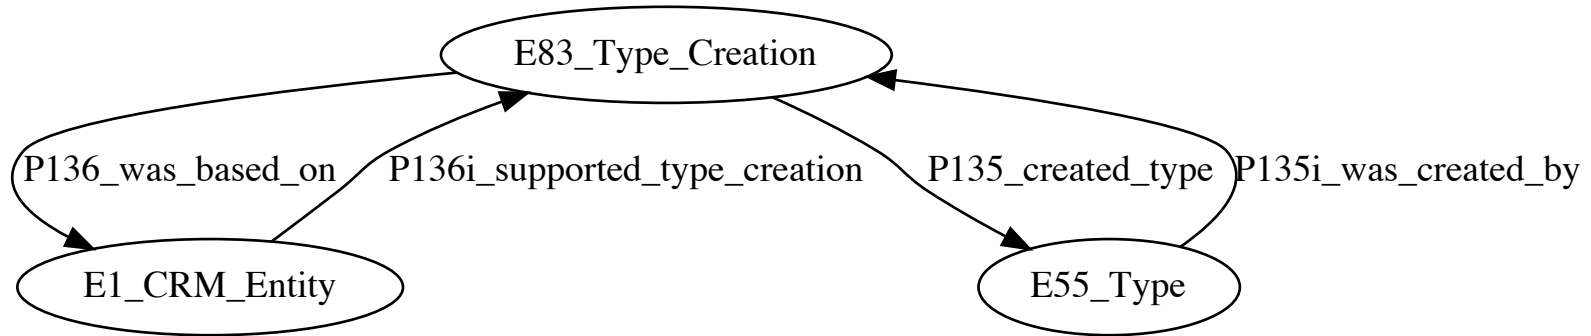 E83_Type_Creation
P136_was_based_on
P136i_supported_type_creation
P135_created_type
P135i_was_created_by
E1_CRM_Entity
E55_Type